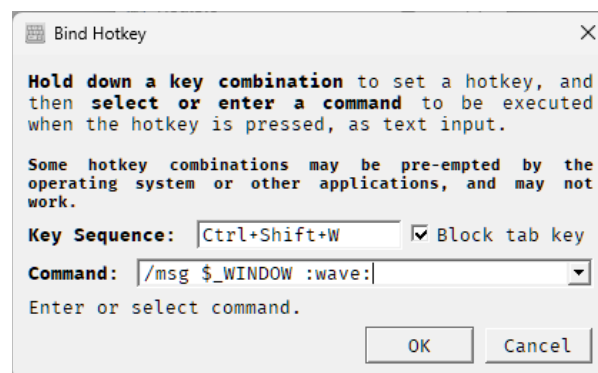 Bind Hotkey
Hold down a key combination to set a hotkey, and
then select or enter a command to be executed
when the hotkey is pressed, as text input.
Some hotkey combinations may be pre-empted by the
operating system or other applications, and may not
work.
Key Sequence: Ctrl+Shift+W Block tab key
Command: /msg $_WINDOW :wave:
Enter or select command.
OK Cancel